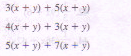 3(x + y) + 5(x + y)
4(x + y) + 3(x + y)
5(x + y) + 7(x + y)